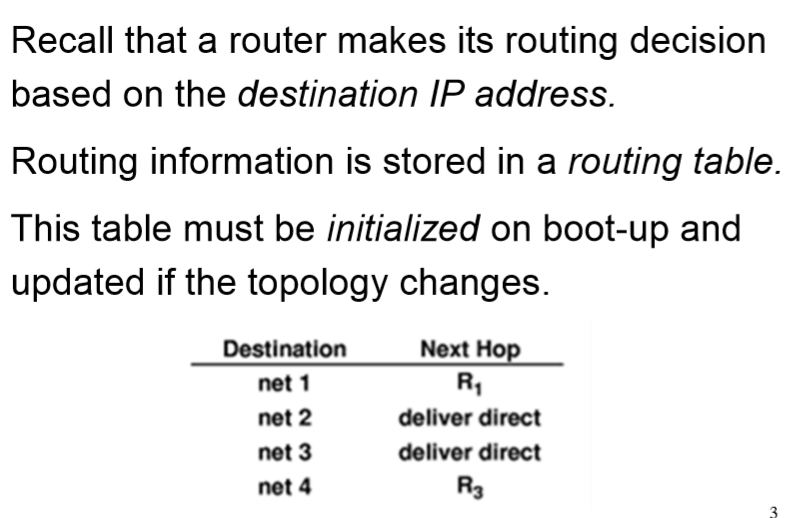 Recall that a router makes its routing decision
based on the destination IP address.
Routing information is stored in a routing table.
This table must be initialized on boot-up and
updated if the topology changes.
Destination Next Hop
net 1 R₁
net 2 deliver direct
net 3 deliver direct
net 4 R₃
3